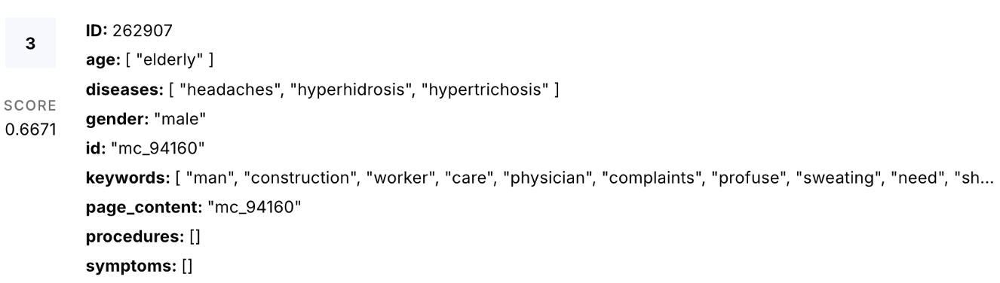 3
SCORE
0.6671
ID: 262907
age: [ "elderly" ]
diseases: [ "headaches", "hyperhidrosis", "hypertrichosis" ]
gender: "male"
id: "mc_94160"
keywords: [ "man", "construction", "worker", "care", "physician", "complaints", "profuse", "sweating", "need", "sh...
page_content: "mc_94160"
procedures: []
symptoms: []